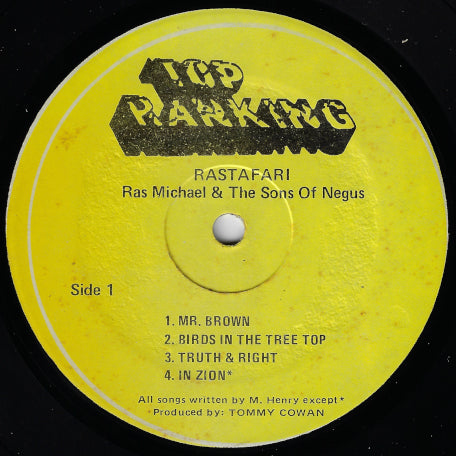 TOP
RANKING
RASTAFARI
Ras Michael & The Sons Of Negus
Side 1
1. MR. BROWN
2. BIRDS IN THE TREE TOP
3. TRUTH & RIGHT
4. IN ZION*
All songs written by M. Henry except*
Produced by: TOMMY COWAN